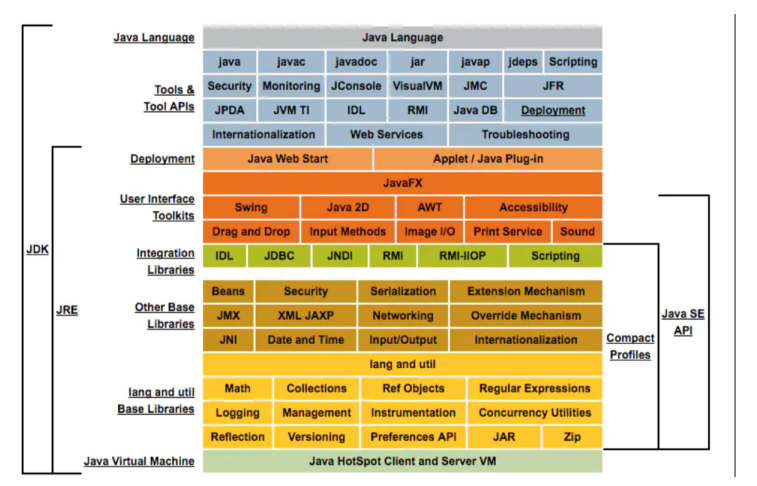 Java Language Java Language
java javac javadoc jar javap jdeps Scripting
Tools & Tool APIs
Security Monitoring JConsole VisualVM JMC JFR
JPDA JVM TI IDL RMI Java DB Deployment
Internationalization Web Services Troubleshooting
Deployment Java Web Start Applet / Java Plug-in
JavaFX
User Interface Toolkits
Swing Java 2D AWT Accessibility
Drag and Drop Input Methods Image I/O Print Service Sound
Integration Libraries
IDL JDBC JNDI RMI RMI-IIOP Scripting
JDK
JRE
Other Base Libraries
Beans Security Serialization Extension Mechanism
JMX XML JAXP Networking Override Mechanism
JNI Date and Time Input/Output Internationalization
Java SE API
Compact Profiles
lang and util
lang and util Base Libraries
Math Collections Ref Objects Regular Expressions
Logging Management Instrumentation Concurrency Utilities
Reflection Versioning Preferences API JAR Zip
Java Virtual Machine Java HotSpot Client and Server VM